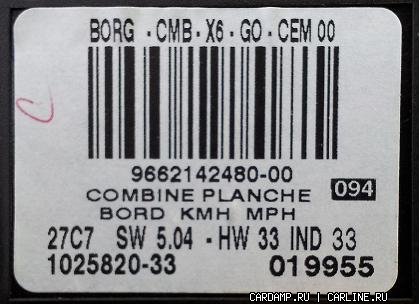 BORG - CMB - X6 - GO - CEM 00
9662142480-00
COMBINE PLANCHE 094
BORD KMH MPH
27C7 SW 5.04 - HW 33 IND 33
1025820-33 019955
CARDAMP.RU | CARLINE.RU